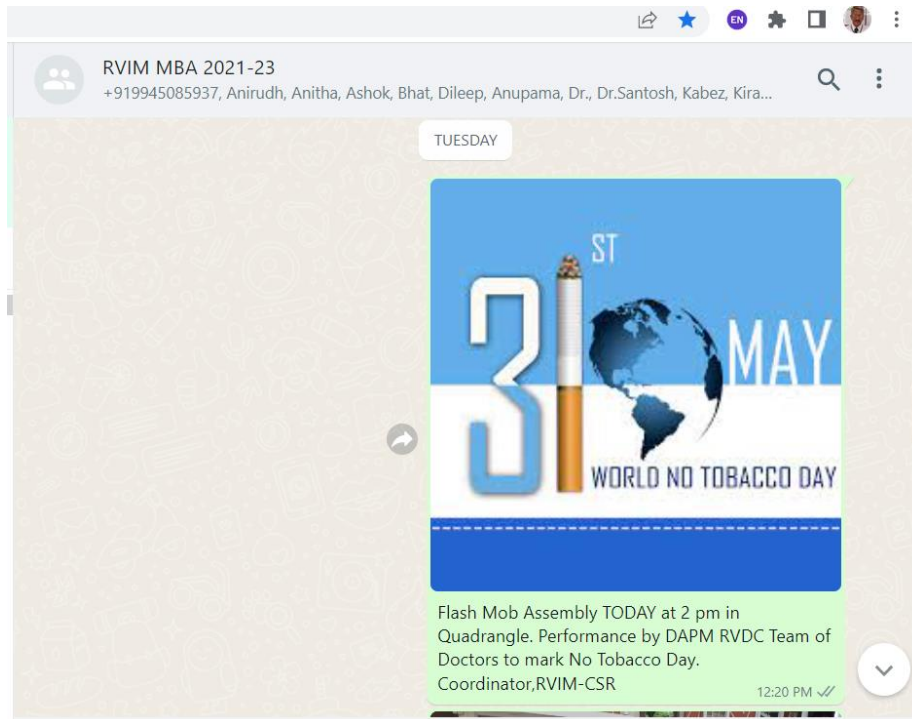 EN
RVIM MBA 2021-23
+919945085937, Anirudh, Anitha, Ashok, Bhat, Dileep, Anupama, Dr., Dr.Santosh, Kabez, Kira...
TUESDAY
31ST MAY
WORLD NO TOBACCO DAY
Flash Mob Assembly TODAY at 2 pm in
Quadrangle. Performance by DAPM RVDC Team of
Doctors to mark No Tobacco Day.
Coordinator,RVIM-CSR
12:20 PM